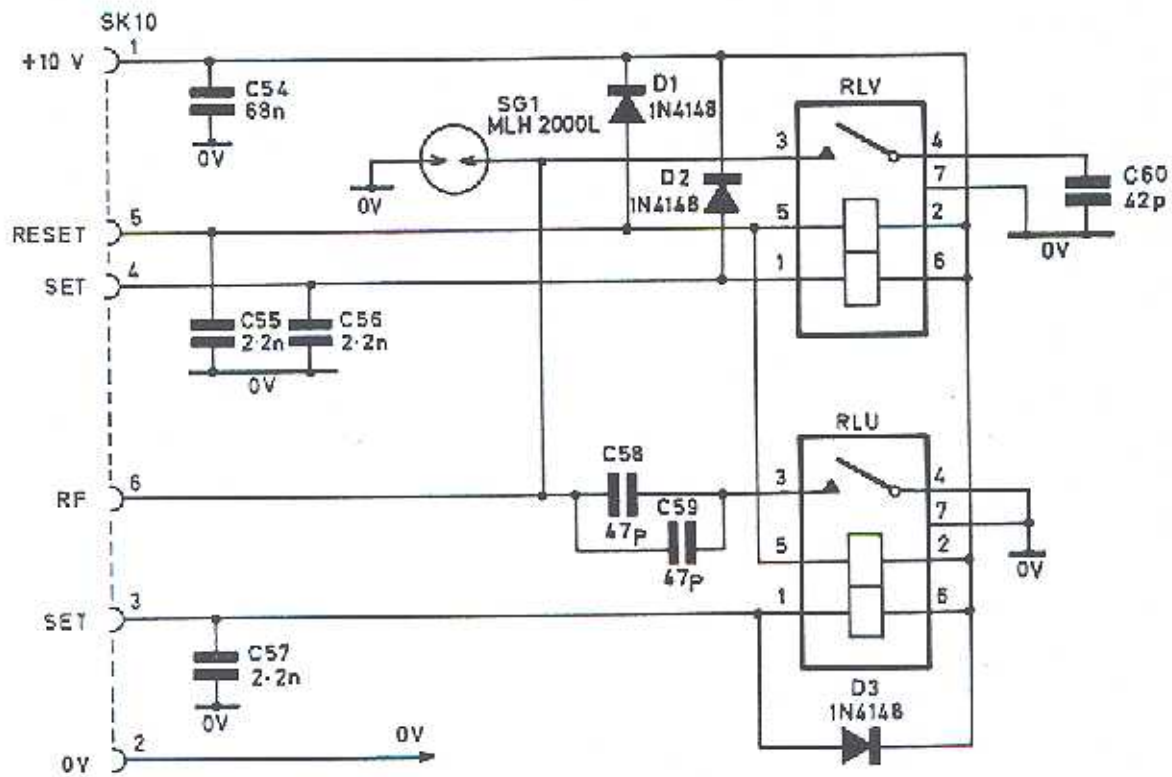 SK10
+10 V
1
C54
68n
0V
SG1
MLH 2000L
D1
1N4148
RLV
3
4
0V
D2
1N4148
7
C60
42p
RESET
5
5
2
0V
SET
4
1
6
C55
2·2n
C56
2·2n
0V
RLU
C58
3
4
RF
6
47p
C59
7
47p
5
2
0V
SET
3
1
6
C57
2·2n
0V
D3
1N4148
0V
2
0V